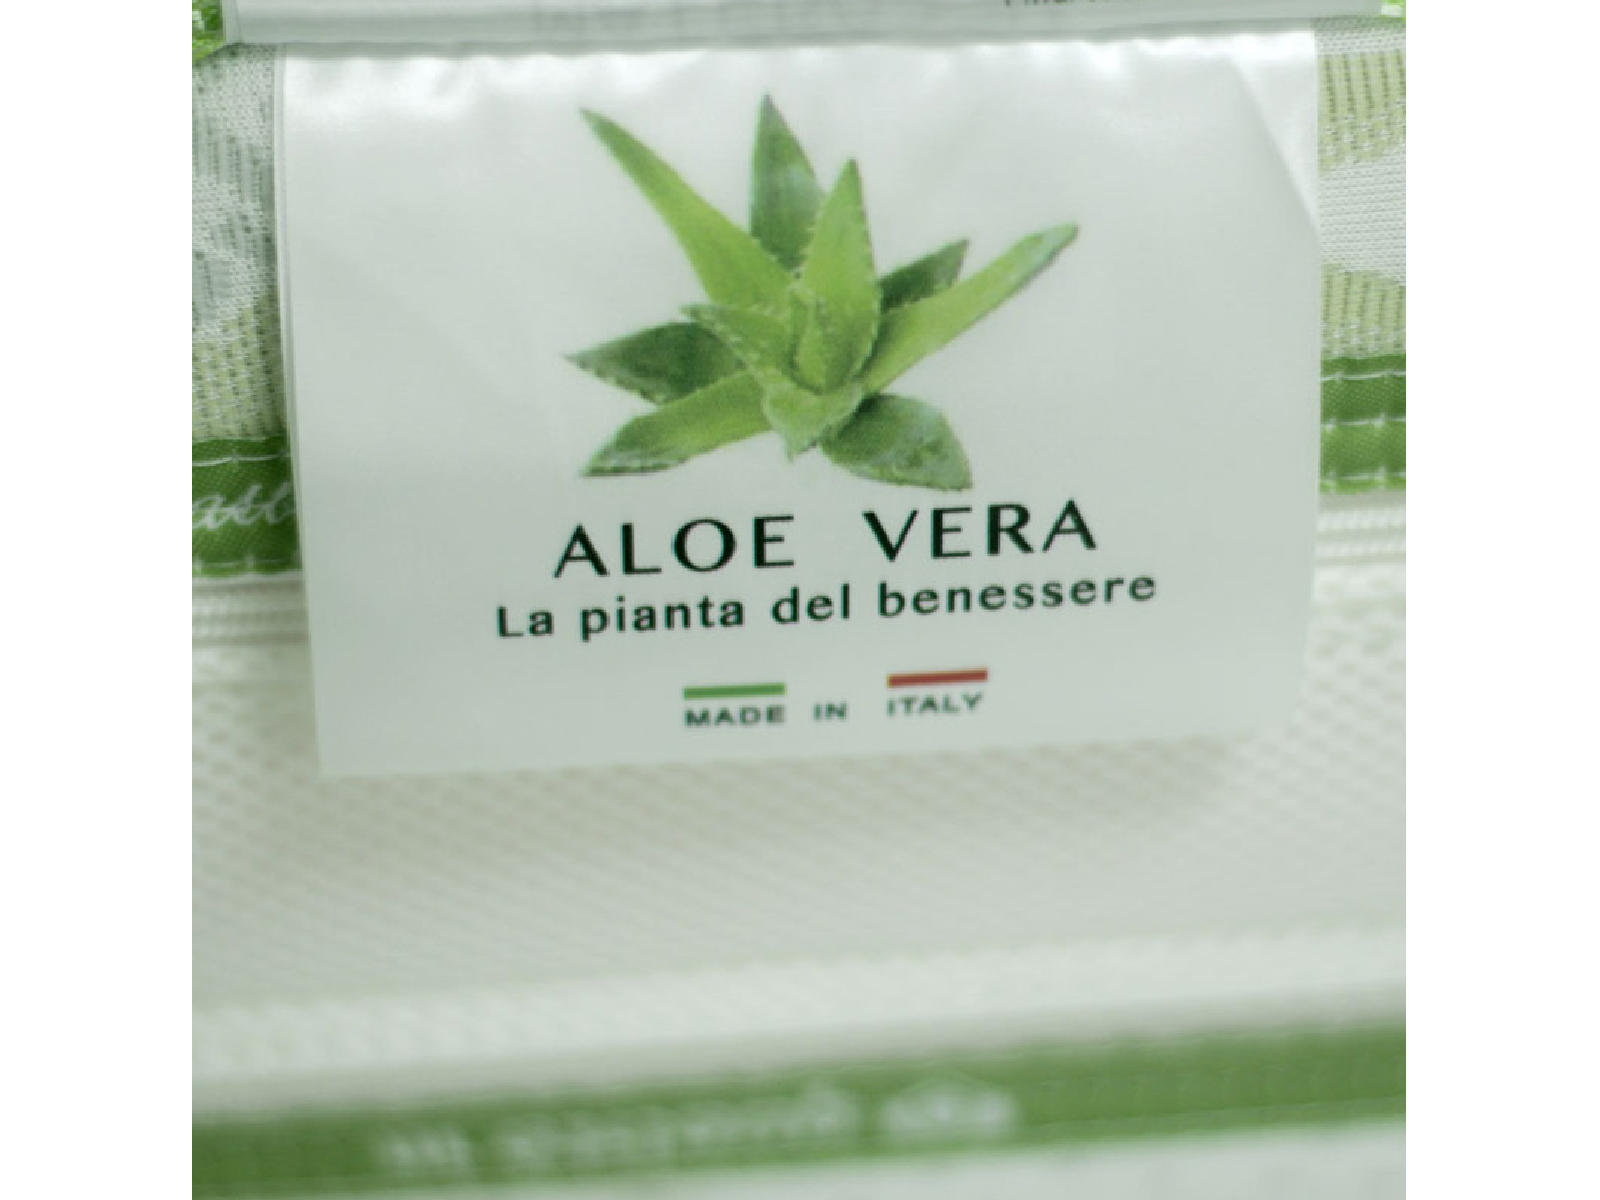 ALOE VERA
La pianta del benessere
MADE IN ITALY